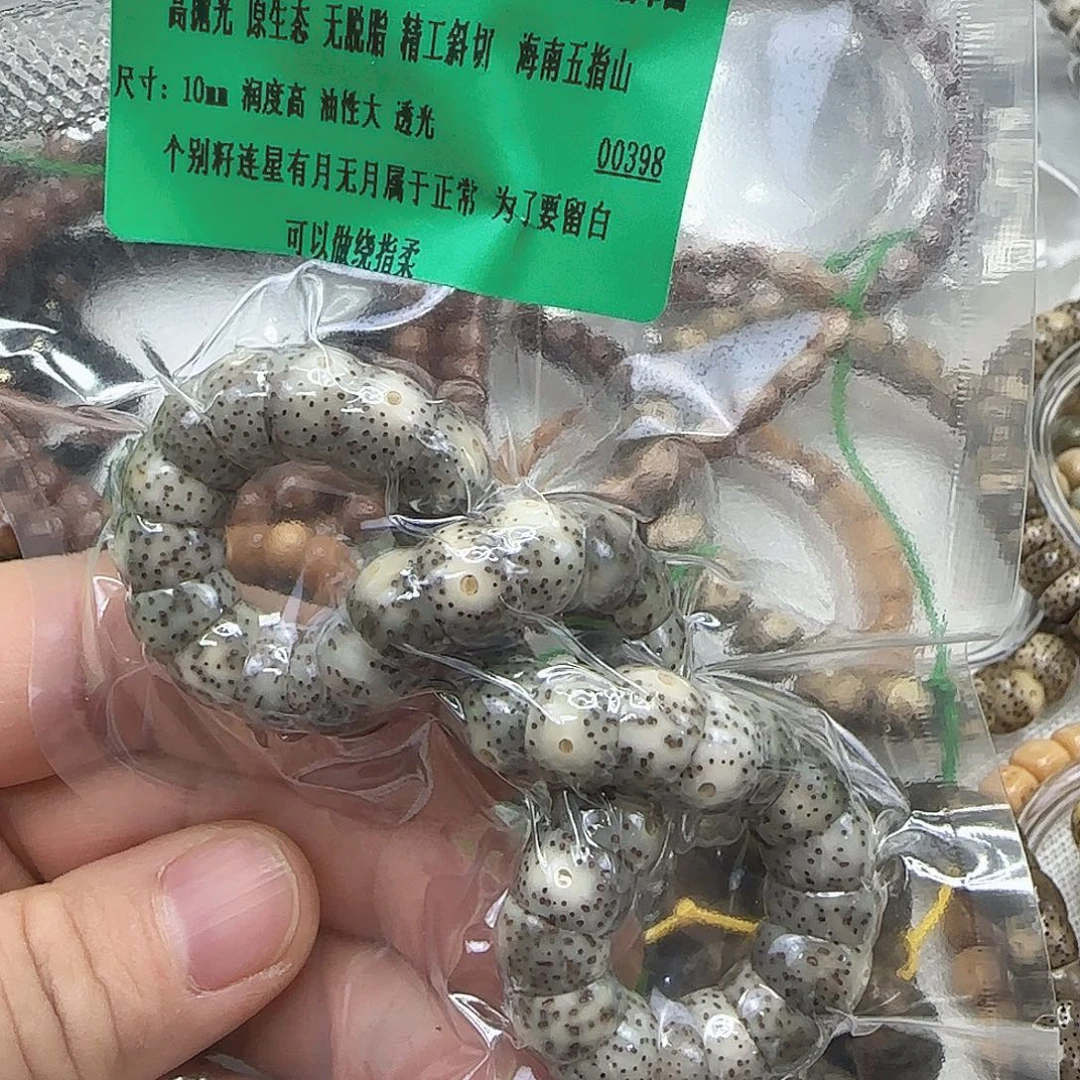 高抛光 原生态 无脱脂 精工斜切 海南五指山
尺寸：10mm 润度高 油性大 透光
00398
个别籽连星有月无月属于正常 为了要留白
可以做绕指柔